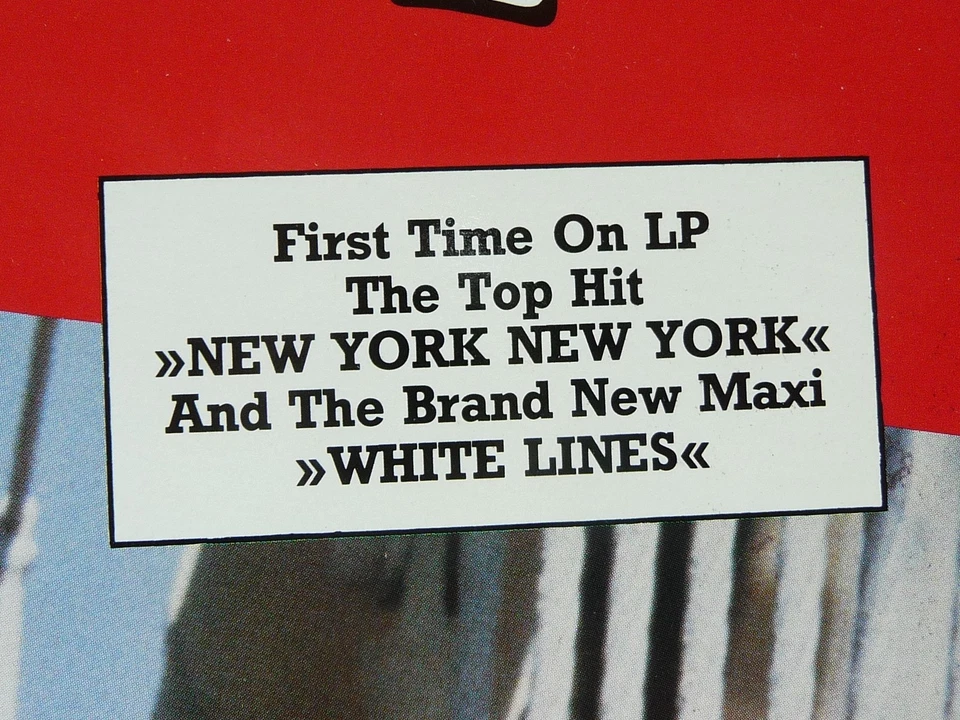 First Time On LP
The Top Hit
»NEW YORK NEW YORK«
And The Brand New Maxi
»WHITE LINES«